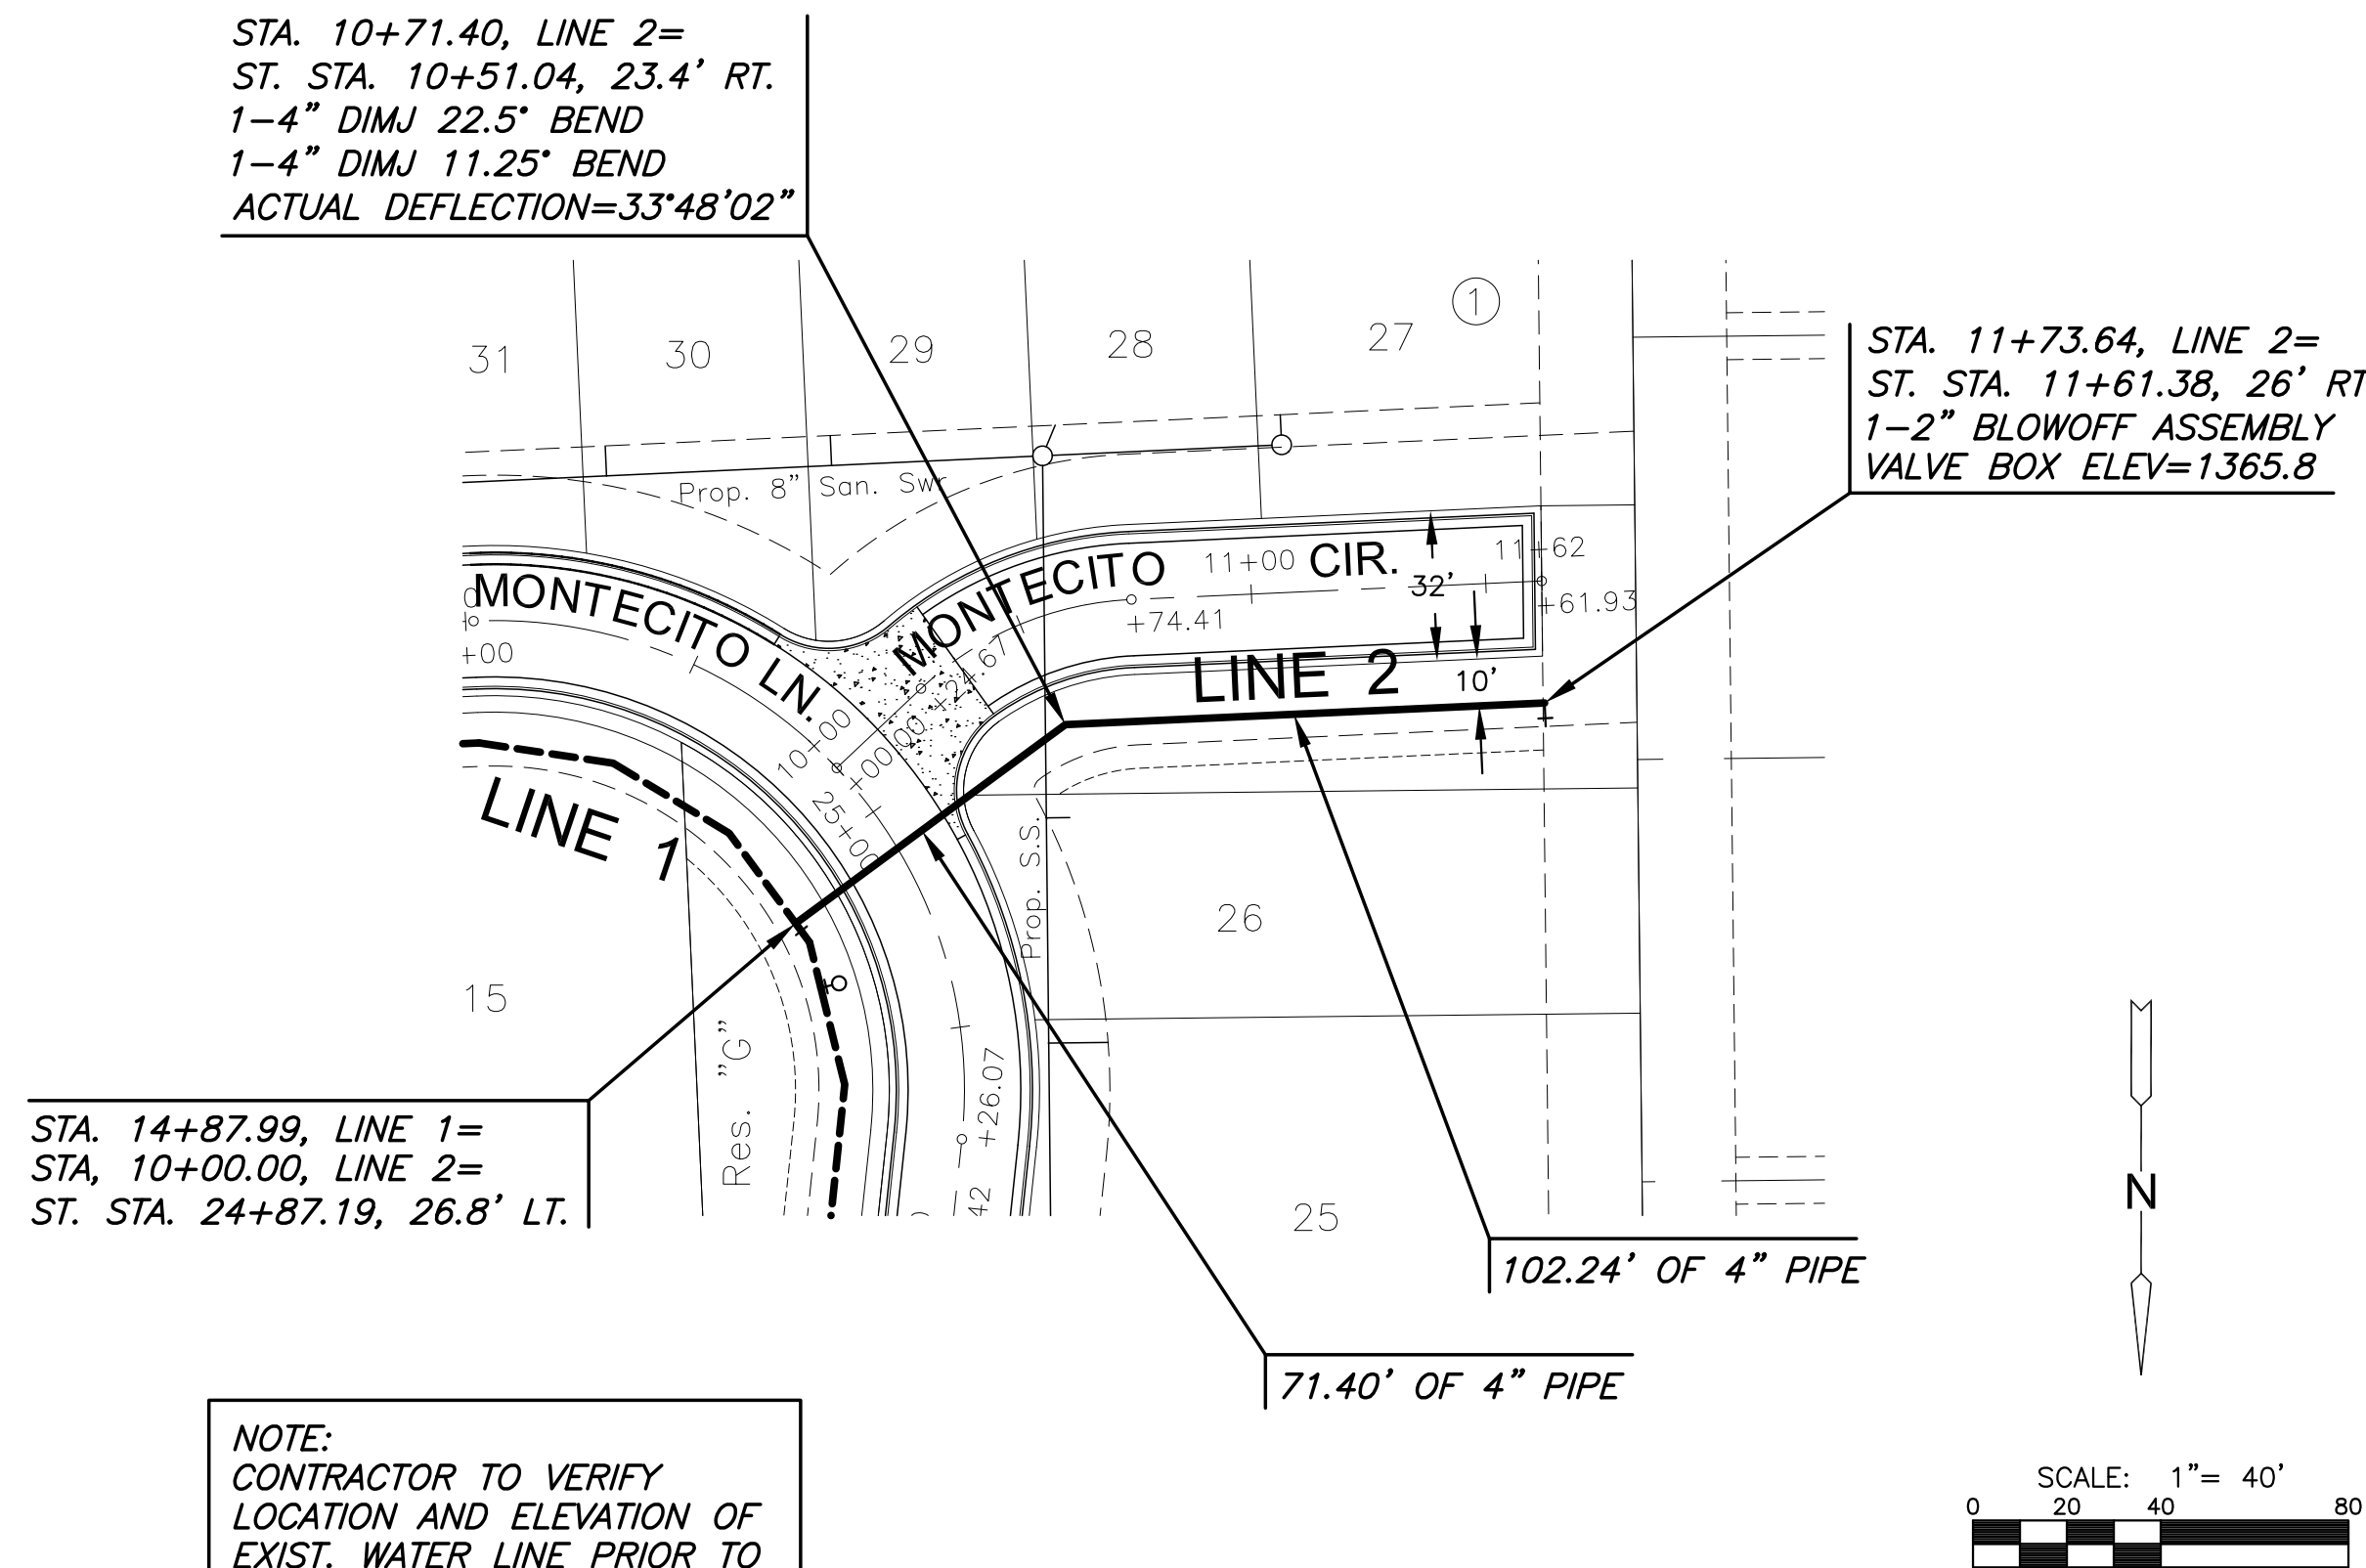 STA. 10+71.40, LINE 2=
ST. STA. 10+51.04, 23.4' RT.
1-4" DIMJ 22.5° BEND
1-4" DIMJ 11.25° BEND
ACTUAL DEFLECTION=33°48'02"
1
31
30
29
28
27
STA. 11+73.64, LINE 2=
ST. STA. 11+61.38, 26' RT
1-2" BLOWOFF ASSEMBLY
VALVE BOX ELEV=1365.8
Prop. 8" San. Swr
MONTECITO LN.
MONTECITO CIR.
11+00
11+62
32'
+61.93
+74.41
+00
+24.67
LINE 2
10'
10+00
+00.00
25+00
LINE 1
Prop. S.S.
26
15
Res. "G"
+26.07
42
25
STA. 14+87.99, LINE 1=
STA, 10+00.00, LINE 2=
ST. STA. 24+87.19, 26.8' LT.
102.24' OF 4" PIPE
71.40' OF 4" PIPE
N
NOTE:
CONTRACTOR TO VERIFY
LOCATION AND ELEVATION OF
EXIST. WATER LINE PRIOR TO
SCALE: 1"= 40'
0 20 40 80